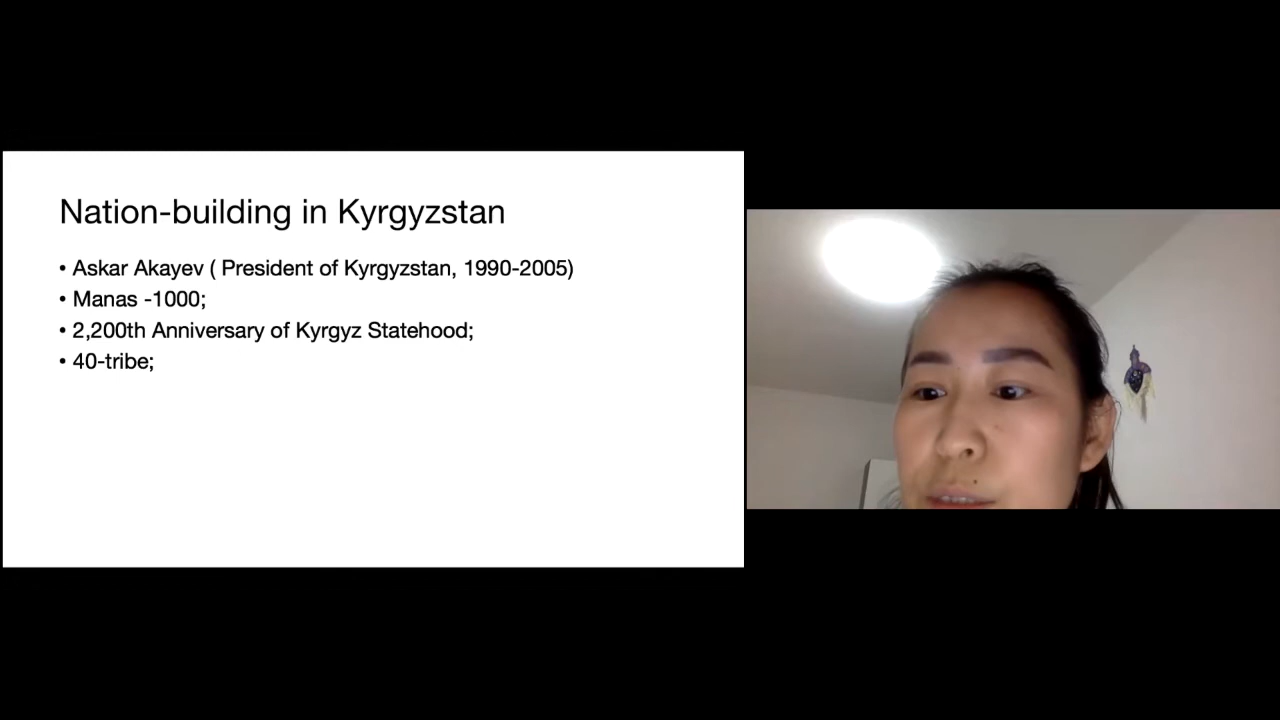 Nation-building in Kyrgyzstan
• Askar Akayev ( President of Kyrgyzstan, 1990-2005)
• Manas -1000;
• 2,200th Anniversary of Kyrgyz Statehood;
• 40-tribe;